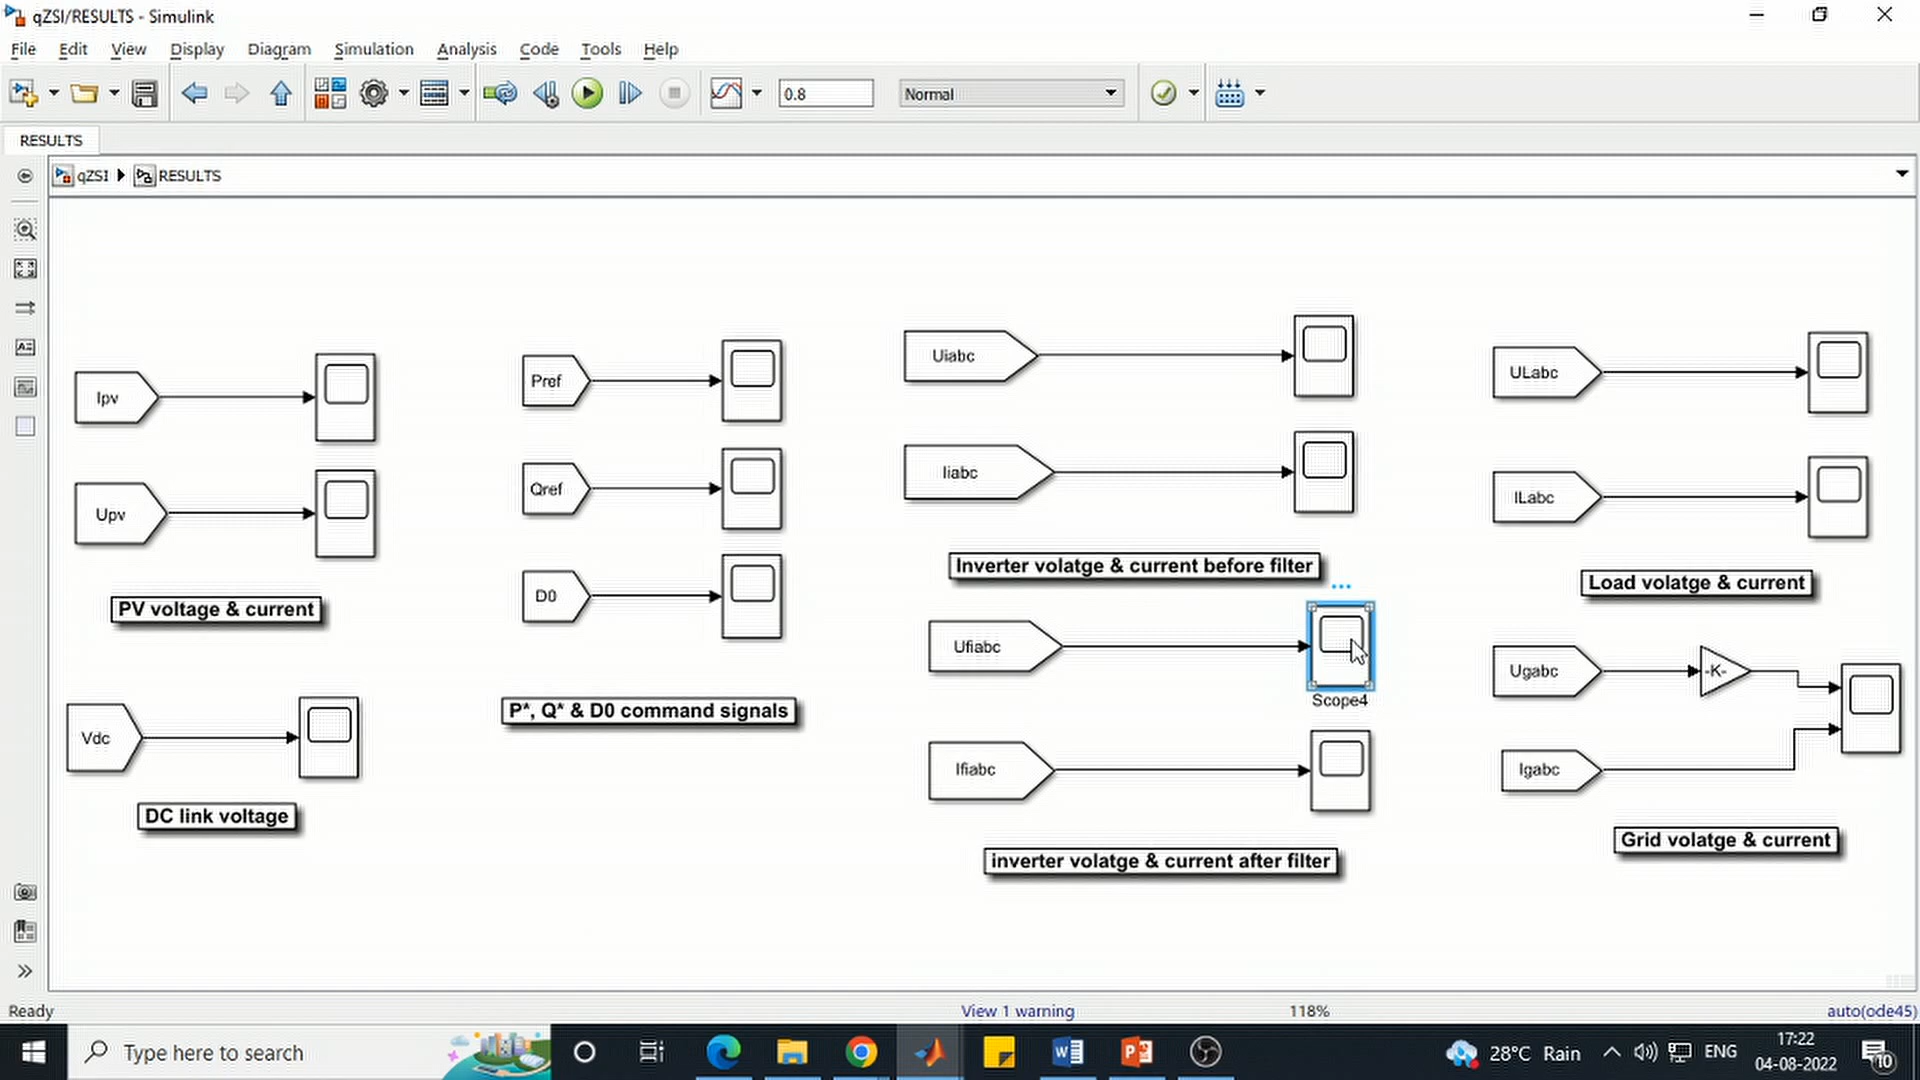 qZSI/RESULTS - Simulink
File Edit View Display Diagram Simulation Analysis Code Tools Help
0.8 Normal
RESULTS
qZSI RESULTS
Ipv
Upv
PV voltage & current
Vdc
DC link voltage
Pref
Qref
D0
P*, Q* & D0 command signals
Uiabc
Iiabc
Inverter volatge & current before filter
Ufiabc
Scope4
Ifiabc
inverter volatge & current after filter
ULabc
ILabc
Load volatge & current
Ugabc
-K-
Igabc
Grid volatge & current
Ready View 1 warning 118% auto(ode45)
Type here to search
28°C Rain ENG 17:22
04-08-2022
10